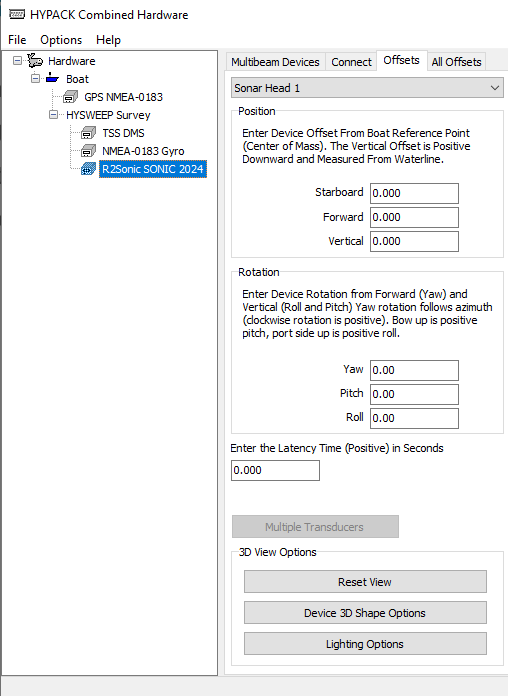 HYPACK Combined Hardware
File Options Help
Hardware
Boat
GPS NMEA-0183
HYSWEEP Survey
TSS DMS
NMEA-0183 Gyro
R2Sonic SONIC 2024
Multibeam Devices Connect Offsets All Offsets
Sonar Head 1
Position
Enter Device Offset From Boat Reference Point
(Center of Mass). The Vertical Offset is Positive
Downward and Measured From Waterline.
Starboard 0.000
Forward 0.000
Vertical 0.000
Rotation
Enter Device Rotation from Forward (Yaw) and
Vertical (Roll and Pitch) Yaw rotation follows azimuth
(clockwise rotation is positive). Bow up is positive
pitch, port side up is positive roll.
Yaw 0.00
Pitch 0.00
Roll 0.00
Enter the Latency Time (Positive) in Seconds
0.000
Multiple Transducers
3D View Options
Reset View
Device 3D Shape Options
Lighting Options